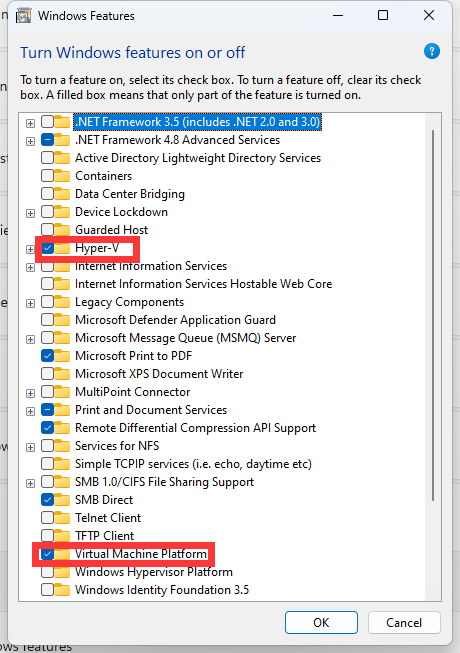 Windows Features
Turn Windows features on or off
To turn a feature on, select its check box. To turn a feature off, clear its check
box. A filled box means that only part of the feature is turned on.
.NET Framework 3.5 (includes .NET 2.0 and 3.0)
.NET Framework 4.8 Advanced Services
Active Directory Lightweight Directory Services
Containers
Data Center Bridging
Device Lockdown
Guarded Host
Hyper-V
Internet Information Services
Internet Information Services Hostable Web Core
Legacy Components
Microsoft Defender Application Guard
Microsoft Message Queue (MSMQ) Server
Microsoft Print to PDF
Microsoft XPS Document Writer
MultiPoint Connector
Print and Document Services
Remote Differential Compression API Support
Services for NFS
Simple TCPIP services (i.e. echo, daytime etc)
SMB 1.0/CIFS File Sharing Support
SMB Direct
Telnet Client
TFTP Client
Virtual Machine Platform
Windows Hypervisor Platform
Windows Identity Foundation 3.5
OK
Cancel
features